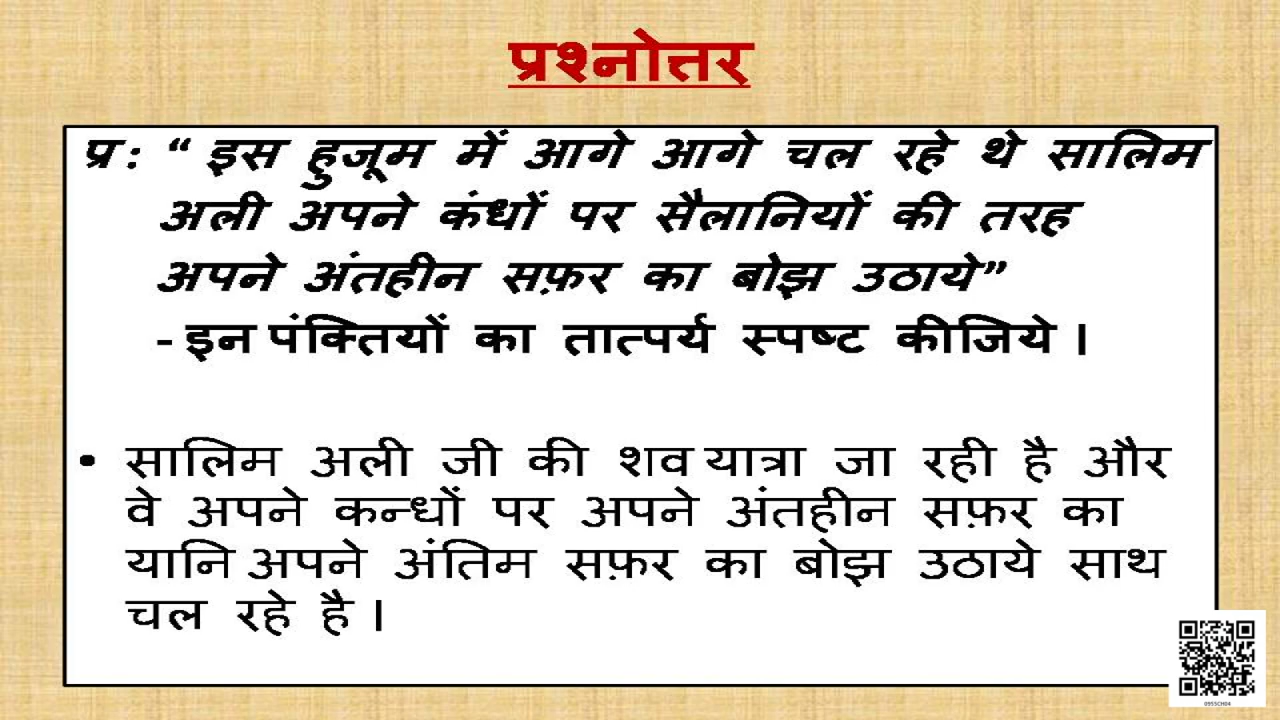 प्रश्नोत्तर
प्र : “ इस हुजूम में आगे आगे चल रहे थे सालिम
अली अपने कंधों पर सैलानियों की तरह
अपने अंतहीन सफ़र का बोझ उठाये”
- इन पंक्तियों का तात्पर्य स्पष्ट कीजिये ।
• सालिम अली जी की शव यात्रा जा रही है और
वे अपने कन्धों पर अपने अंतहीन सफ़र का
यानि अपने अंतिम सफ़र का बोझ उठाये साथ
चल रहे है ।
0955CH04